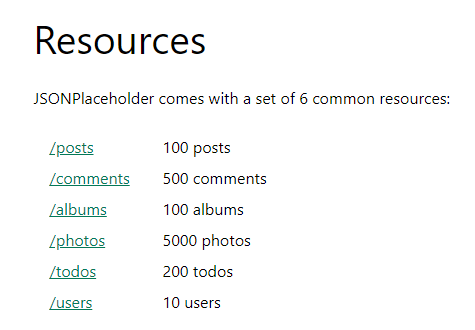 Resources
JSONPlaceholder comes with a set of 6 common resources:
/posts 100 posts
/comments 500 comments
/albums 100 albums
/photos 5000 photos
/todos 200 todos
/users 10 users